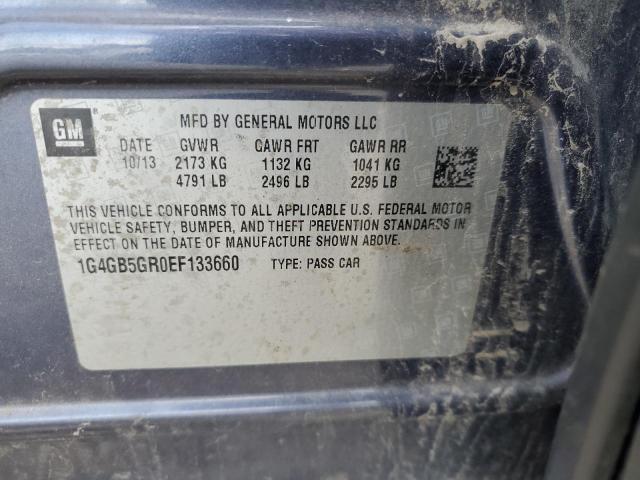 GM
MFD BY GENERAL MOTORS LLC
DATE GVWR GAWR FRT GAWR RR
10/13 2173 KG 1132 KG 1041 KG
4791 LB 2496 LB 2295 LB
THIS VEHICLE CONFORMS TO ALL APPLICABLE U.S. FEDERAL MOTOR
VEHICLE SAFETY, BUMPER, AND THEFT PREVENTION STANDARDS IN
EFFECT ON THE DATE OF MANUFACTURE SHOWN ABOVE.
1G4GB5GR0EF133660 TYPE: PASS CAR